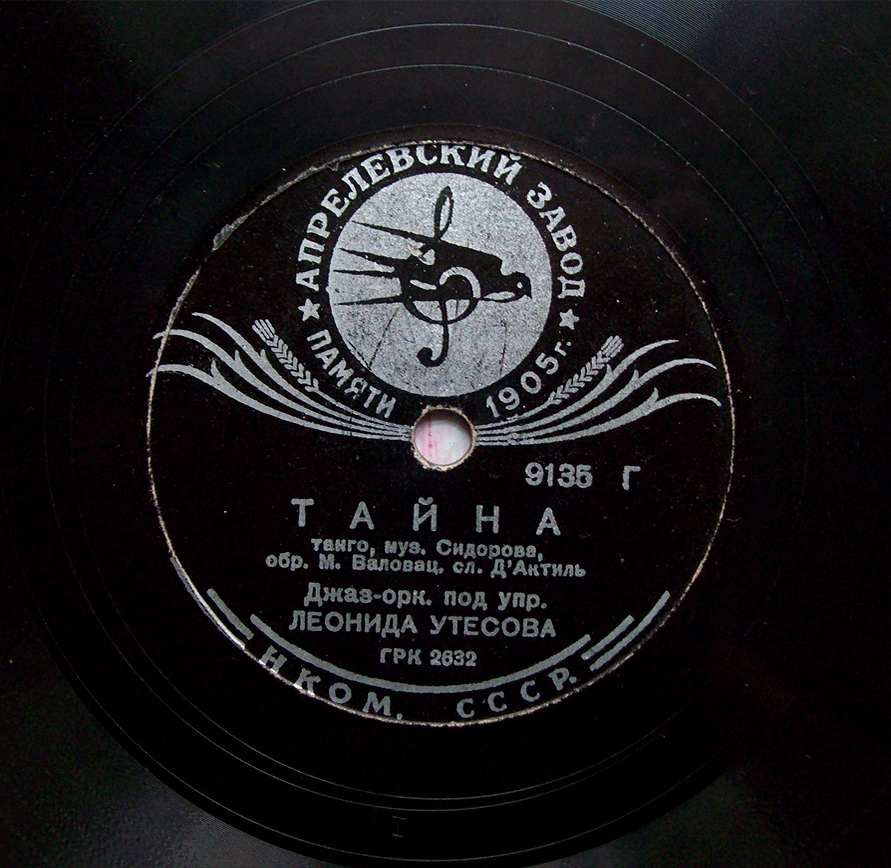 АПРЕЛЕВСКИЙ ЗАВОД
ПАМЯТИ 1905 г.
9135 Г
ТАЙНА
танго, муз. Сидорова,
обр. М. Валовац, сл. Д'Актиль
Джаз-орк. под упр.
ЛЕОНИДА УТЕСОВА
ГРК 2632
НКОМ. СССР.
I